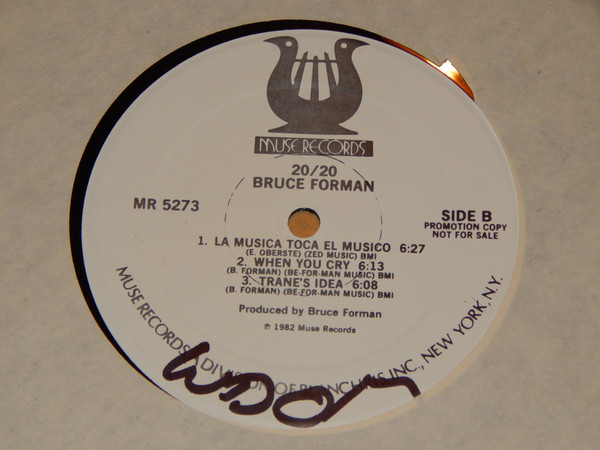 MUSE RECORDS
20/20
BRUCE FORMAN
MR 5273
SIDE B
PROMOTION COPY
NOT FOR SALE
1. LA MUSICA TOCA EL MUSICO 6:27
(E. OBERSTE) (ZED MUSIC) BMI
2. WHEN YOU CRY 6:13
(B. FORMAN) (BE-FOR-MAN MUSIC) BMI
3. TRANE'S IDEA 6:08
(B. FORMAN) (BE-FOR-MAN MUSIC) BMI
Produced by Bruce Forman
℗ 1982 Muse Records
MUSE RECORDS, DIVISION OF INC., NEW YORK, N.Y.